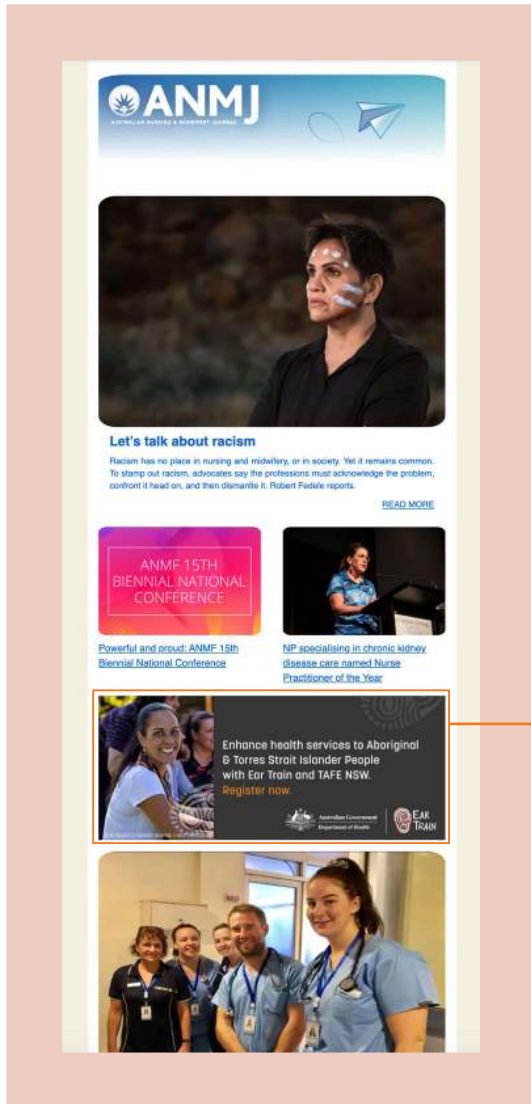 ANMJ
AUSTRALIAN NURSING & MIDWIFERY JOURNAL
Let's talk about racism
Racism has no place in nursing and midwifery, or in society. Yet it remains common.
To stamp out racism, advocates say the professions must acknowledge the problem,
confront it head on, and then dismantle it. Robert Fedele reports.
READ MORE
ANMF 15TH
BIENNIAL NATIONAL
CONFERENCE
Powerful and proud: ANMF 15th
Biennial National Conference
NP specialising in chronic kidney
disease care named Nurse
Practitioner of the Year
Enhance health services to Aboriginal
& Torres Strait Islander People
with Ear Train and TAFE NSW.
Register now.
Australian Government
Department of Health
EAR
TRAIN